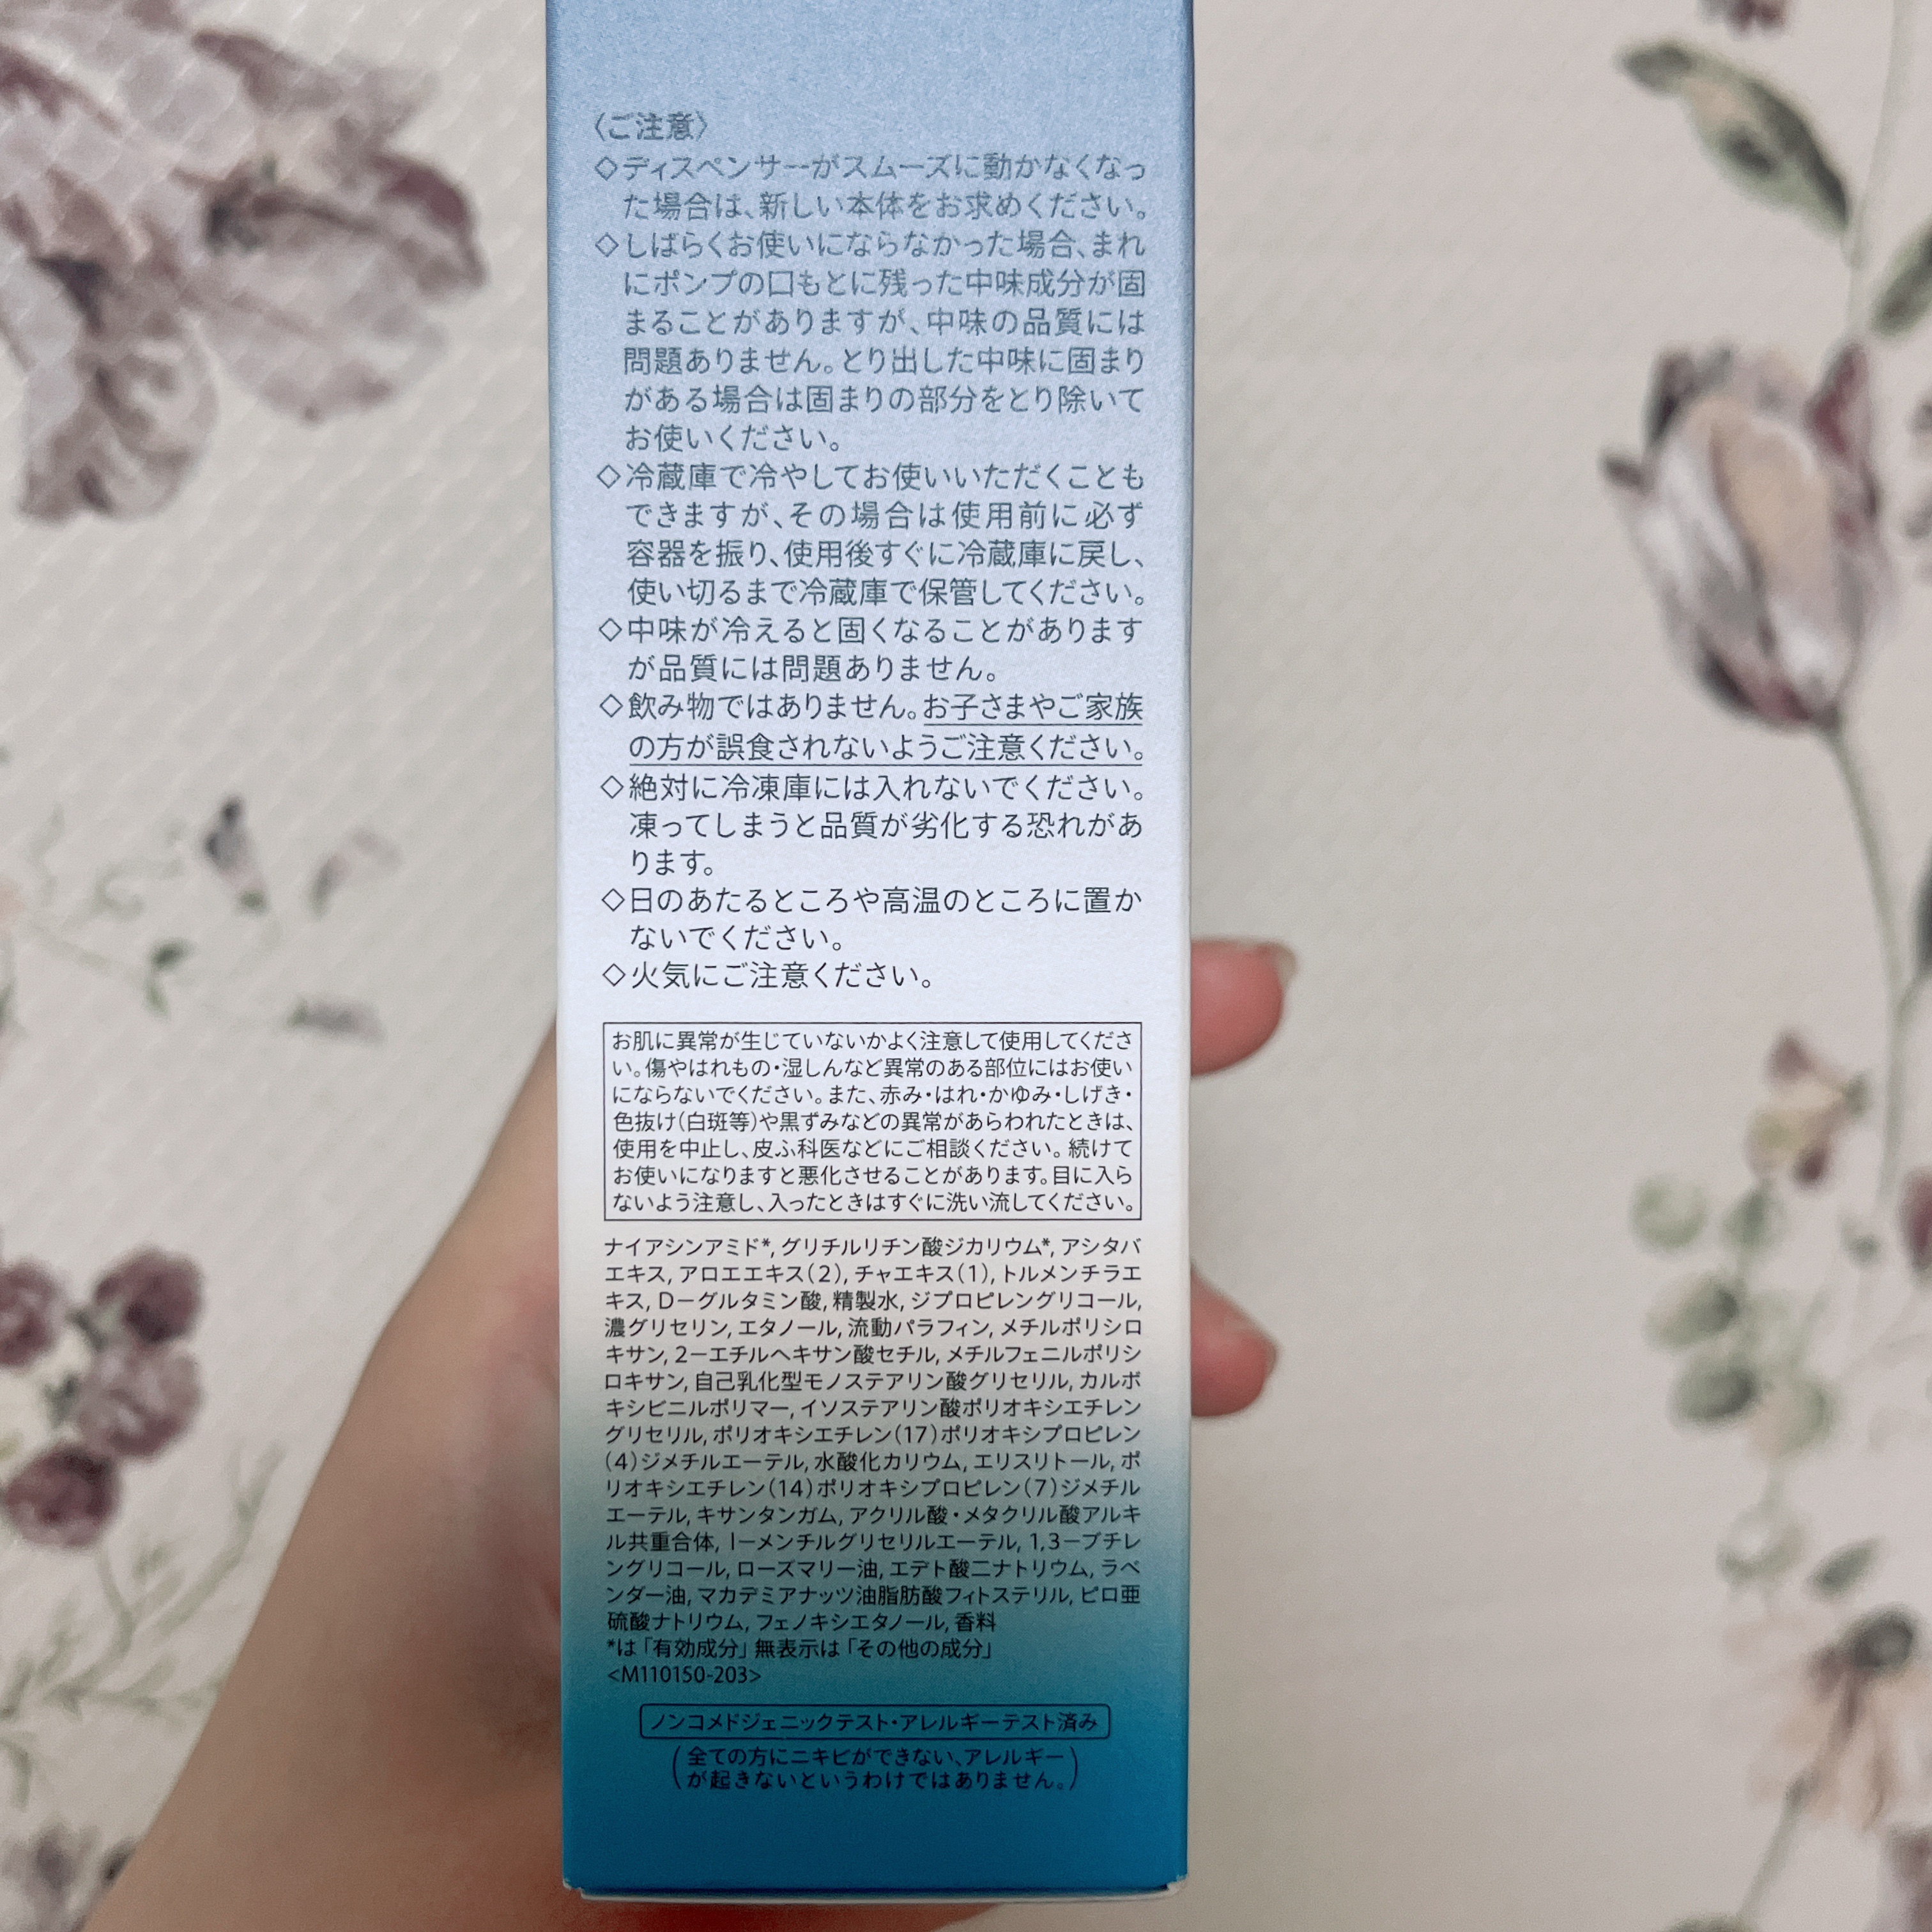 〈ご注意〉
◇ディスペンサーがスムーズに動かなくなっ
た場合は、新しい本体をお求めください。
◇しばらくお使いにならなかった場合、まれ
にポンプの口もとに残った中味成分が固
まることがありますが、中味の品質には
問題ありません。とり出した中味に固まり
がある場合は固まりの部分をとり除いて
お使いください。
◇冷蔵庫で冷やしてお使いいただくことも
できますが、その場合は使用前に必ず
容器を振り、使用後すぐに冷蔵庫に戻し、
使い切るまで冷蔵庫で保管してください。
◇中味が冷えると固くなることがあります
が品質には問題ありません。
◇飲み物ではありません。お子さまやご家族
の方が誤食されないようご注意ください。
◇絶対に冷凍庫には入れないでください。
凍ってしまうと品質が劣化する恐れがあ
ります。
◇日のあたるところや高温のところに置か
ないでください。
◇火気にご注意ください。
お肌に異常が生じていないかよく注意して使用してくださ
い。傷やはれもの・湿しんなど異常のある部位にはお使い
にならないでください。また、赤み・はれ・かゆみ・しげき・
色抜け(白斑等)や黒ずみなどの異常があらわれたときは、
使用を中止し、皮ふ科医などにご相談ください。続けて
お使いになりますと悪化させることがあります。目に入ら
ないよう注意し、入ったときはすぐに洗い流してください。
ナイアシンアミド*, グリチルリチン酸ジカリウム*, アシタバ
エキス, アロエエキス(2), チャエキス(1), トルメンチラエ
キス, D－グルタミン酸, 精製水, ジプロピレングリコール,
濃グリセリン, エタノール, 流動パラフィン, メチルポリシロ
キサン, 2－エチルヘキサン酸セチル, メチルフェニルポリシ
ロキサン, 自己乳化型モノステアリン酸グリセリル, カルボ
キシビニルポリマー, イソステアリン酸ポリオキシエチレン
グリセリル, ポリオキシエチレン(17)ポリオキシプロピレン
(4)ジメチルエーテル, 水酸化カリウム, エリスリトール, ポ
リオキシエチレン(14)ポリオキシプロピレン(7)ジメチル
エーテル, キサンタンガム, アクリル酸・メタクリル酸アルキ
ル共重合体, l－メンチルグリセリルエーテル, 1,3－ブチレ
ングリコール, ローズマリー油, エデト酸二ナトリウム, ラベ
ンダー油, マカデミアナッツ油脂肪酸フィトステリル, ピロ亜
硫酸ナトリウム, フェノキシエタノール, 香料
*は「有効成分」無表示は「その他の成分」
<M110150-203>
ノンコメドジェニックテスト・アレルギーテスト済み
(全ての方にニキビができない、アレルギー
が起きないというわけではありません。)